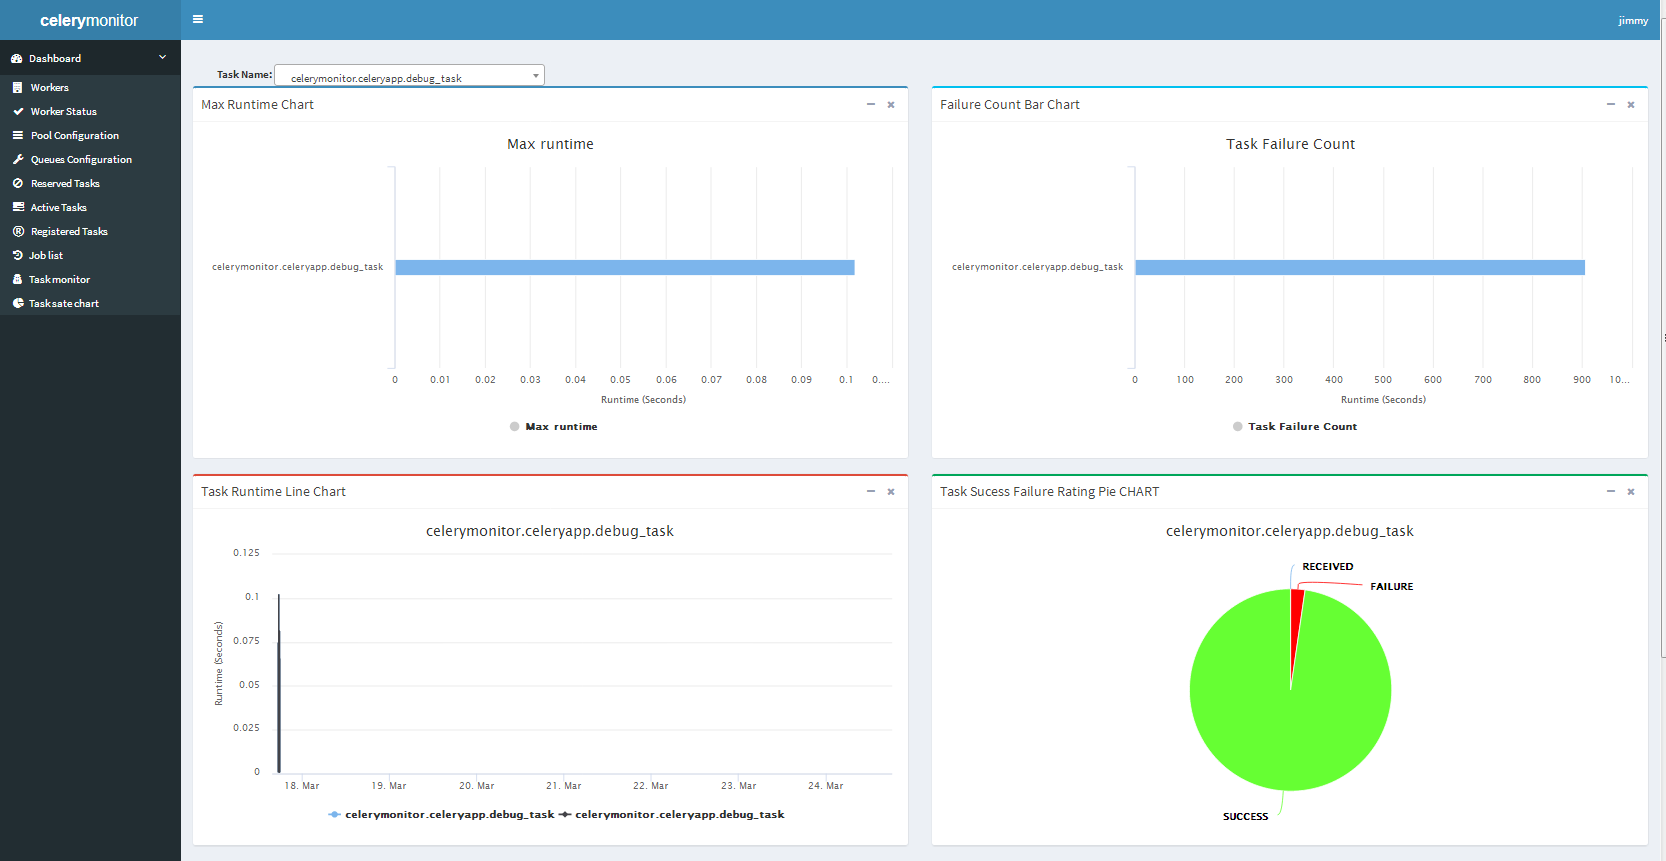 celerymonitor
jimmy
Dashboard
Workers
Worker Status
Pool Configuration
Queues Configuration
Reserved Tasks
Active Tasks
Registered Tasks
Job list
Task monitor
Task sate chart
Task Name: celerymonitor.celeryapp.debug_task
Max Runtime Chart
Max runtime
celerymonitor.celeryapp.debug_task
0 0.01 0.02 0.03 0.04 0.05 0.06 0.07 0.08 0.09 0.1 0....
Runtime (Seconds)
Max runtime
Failure Count Bar Chart
Task Failure Count
celerymonitor.celeryapp.debug_task
0 100 200 300 400 500 600 700 800 900 10...
Runtime (Seconds)
Task Failure Count
Task Runtime Line Chart
celerymonitor.celeryapp.debug_task
Runtime (Seconds)
0.125
0.1
0.075
0.05
0.025
0
18. Mar 19. Mar 20. Mar 21. Mar 22. Mar 23. Mar 24. Mar
celerymonitor.celeryapp.debug_task celerymonitor.celeryapp.debug_task
Task Sucess Failure Rating Pie CHART
celerymonitor.celeryapp.debug_task
RECEIVED
FAILURE
SUCCESS